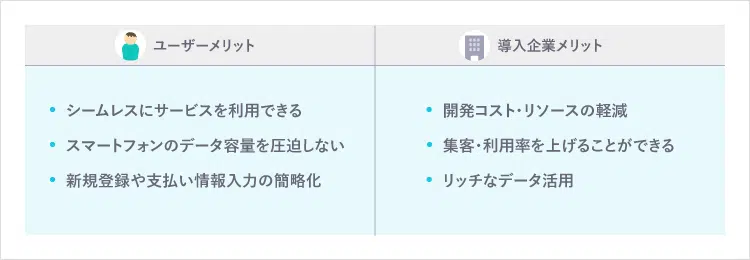 ユーザーメリット
導入企業メリット
• シームレスにサービスを利用できる
• スマートフォンのデータ容量を圧迫しない
• 新規登録や支払い情報入力の簡略化
• 開発コスト・リソースの軽減
• 集客・利用率を上げることができる
• リッチなデータ活用